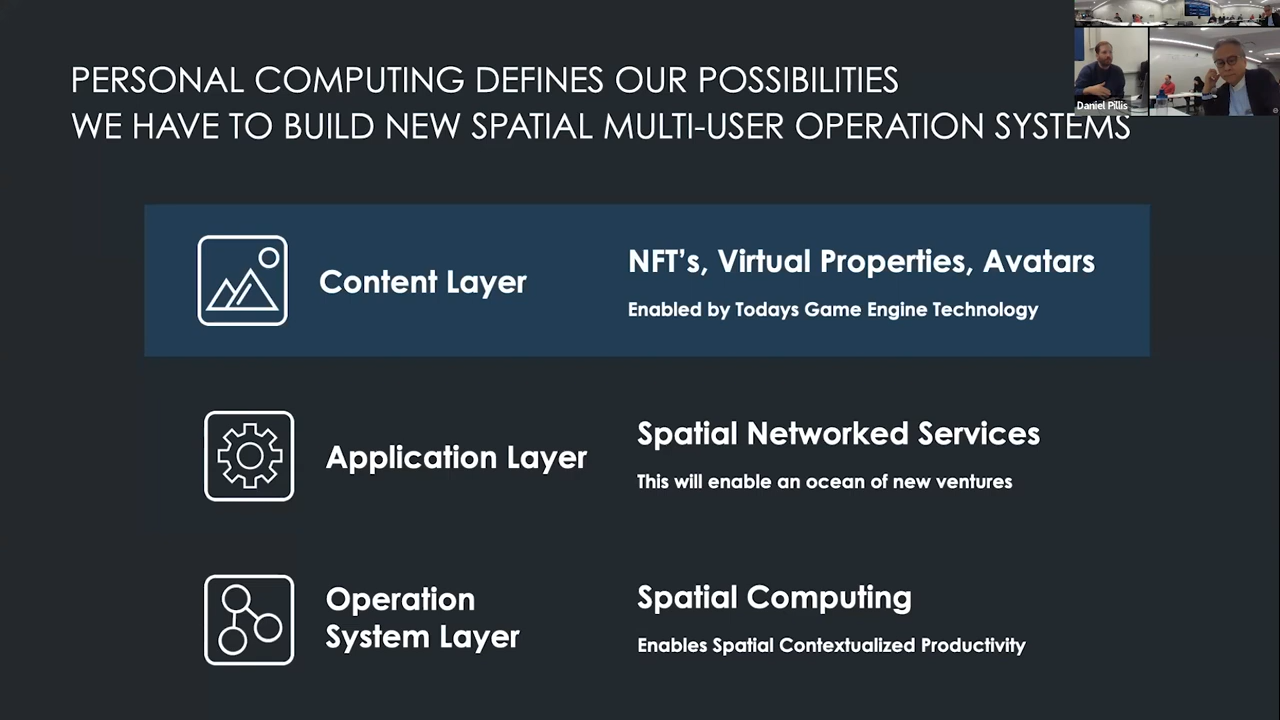 PERSONAL COMPUTING DEFINES OUR POSSIBILITIES
WE HAVE TO BUILD NEW SPATIAL MULTI-USER OPERATION SYSTEMS
Daniel Pillis
Content Layer
NFT's, Virtual Properties, Avatars
Enabled by Todays Game Engine Technology
Application Layer
Spatial Networked Services
This will enable an ocean of new ventures
Operation
System Layer
Spatial Computing
Enables Spatial Contextualized Productivity